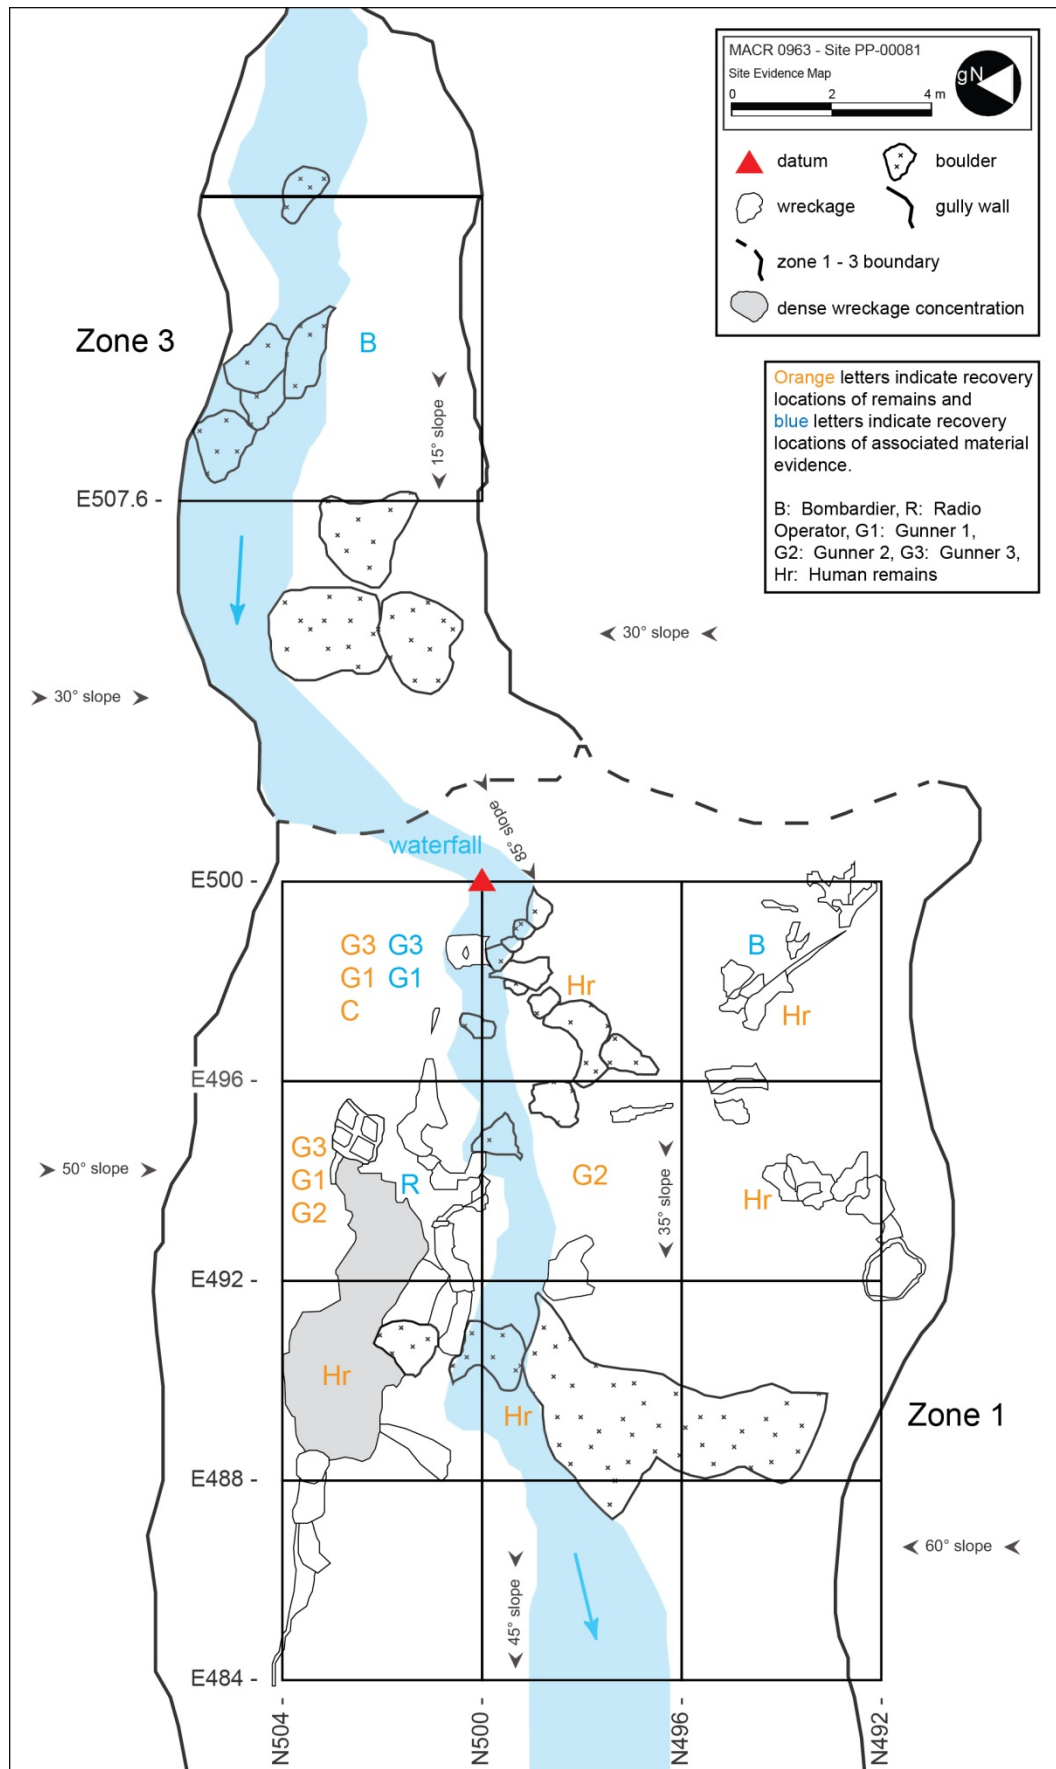 MACR 0963 - Site PP-00081
Site Evidence Map
0 2 4 m
gN
datum
boulder
wreckage
gully wall
zone 1 - 3 boundary
dense wreckage concentration
Orange letters indicate recovery
locations of remains and
blue letters indicate recovery
locations of associated material
evidence.
B: Bombardier, R: Radio
Operator, G1: Gunner 1,
G2: Gunner 2, G3: Gunner 3,
Hr: Human remains
Zone 3
B
15° slope
E507.6 -
30° slope
30° slope
85° slope
waterfall
E500 -
G3 G3
G1 G1
C
Hr
B
Hr
E496 -
50° slope
G3
G1
G2
R
G2
35° slope
Hr
E492 -
Hr
Hr
Zone 1
E488 -
60° slope
45° slope
E484 -
N504 -
N500 -
N496 -
N492 -